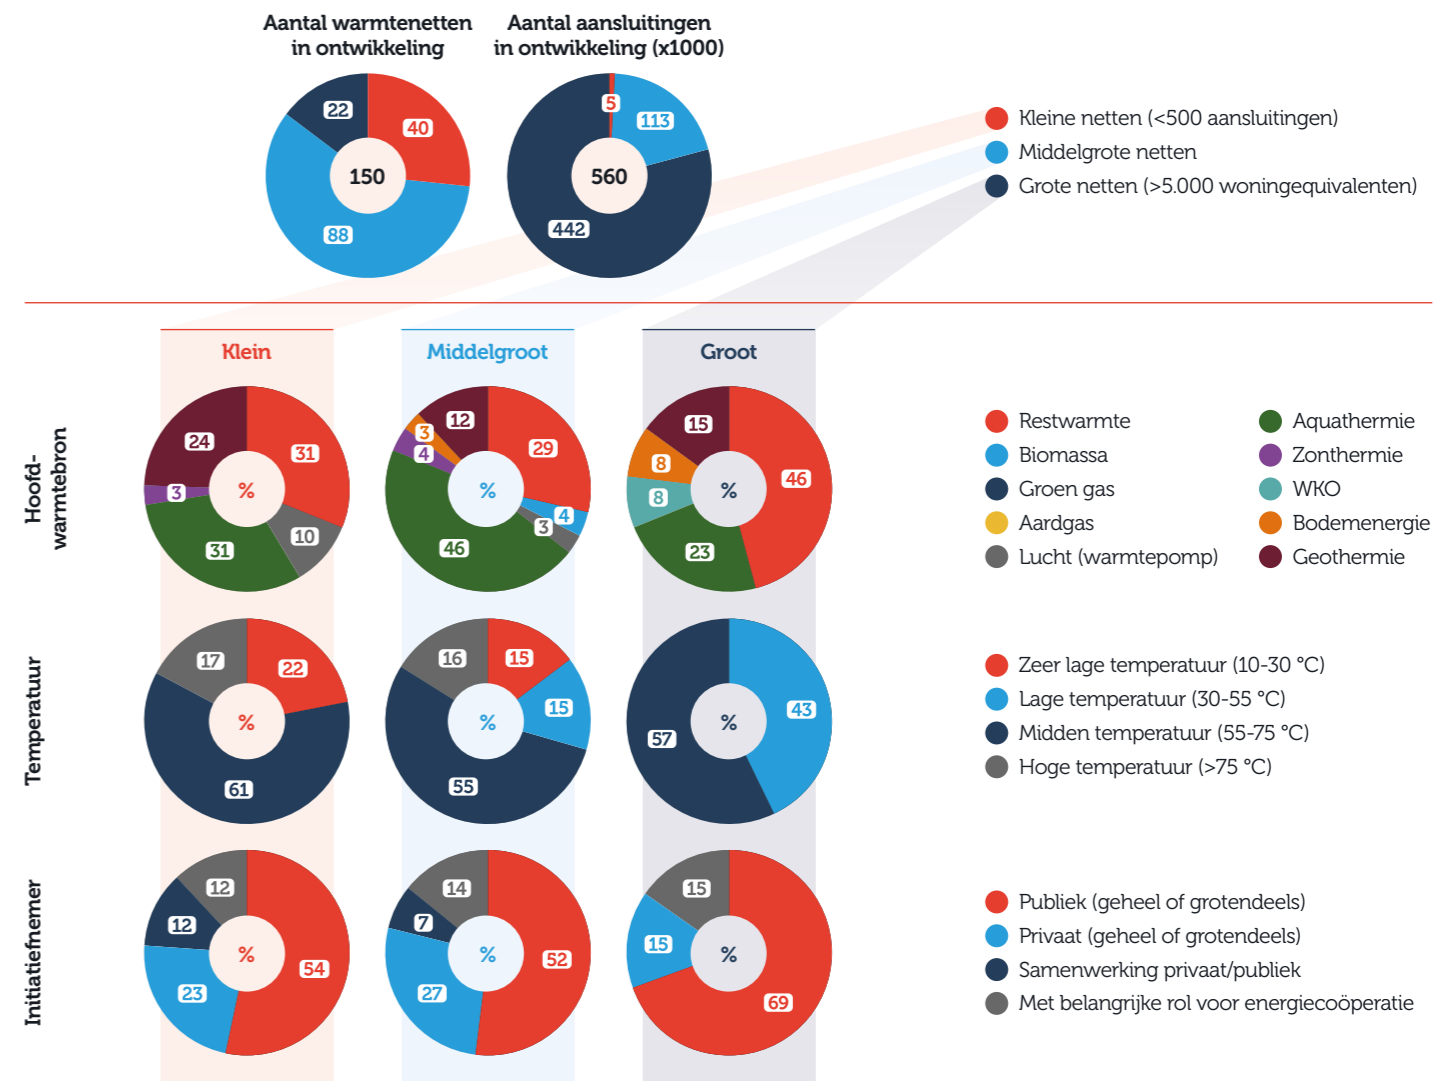 Aantal warmtenetten
in ontwikkeling
Aantal aansluitingen
in ontwikkeling (x1000)
22
40
150
88
5
113
560
442
Kleine netten (<500 aansluitingen)
Middelgrote netten
Grote netten (>5.000 woningequivalenten)
Klein
Middelgroot
Groot
Hoofd-
warmtebron
24
31
3
%
10
31
12
3
4
29
%
4
3
46
15
8
46
8
%
23
Restwarmte
Biomassa
Groen gas
Aardgas
Lucht (warmtepomp)
Aquathermie
Zonthermie
WKO
Bodemenergie
Geothermie
Temperatuur
17
22
%
61
16
15
%
15
55
43
%
57
Zeer lage temperatuur (10-30 °C)
Lage temperatuur (30-55 °C)
Midden temperatuur (55-75 °C)
Hoge temperatuur (>75 °C)
Initiatiefnemer
12
12
%
54
23
14
7
%
52
27
15
15
%
69
Publiek (geheel of grotendeels)
Privaat (geheel of grotendeels)
Samenwerking privaat/publiek
Met belangrijke rol voor energiecoöperatie